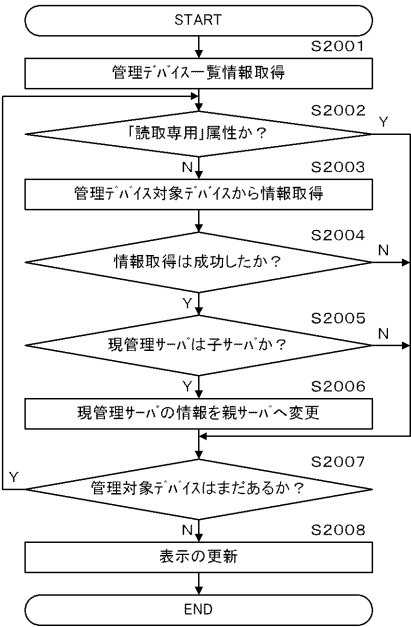 START
S2001
管理ﾃﾞﾊﾞｲｽ一覧情報取得
S2002
「読取専用」属性か？
Y
N
S2003
管理ﾃﾞﾊﾞｲｽ対象ﾃﾞﾊﾞｲｽから情報取得
S2004
情報取得は成功したか？
N
Y
S2005
現管理ｻｰﾊﾞは子ｻｰﾊﾞか？
N
Y
S2006
現管理ｻｰﾊﾞの情報を親ｻｰﾊﾞへ変更
S2007
Y
管理対象ﾃﾞﾊﾞｲｽはまだあるか？
N
S2008
表示の更新
END